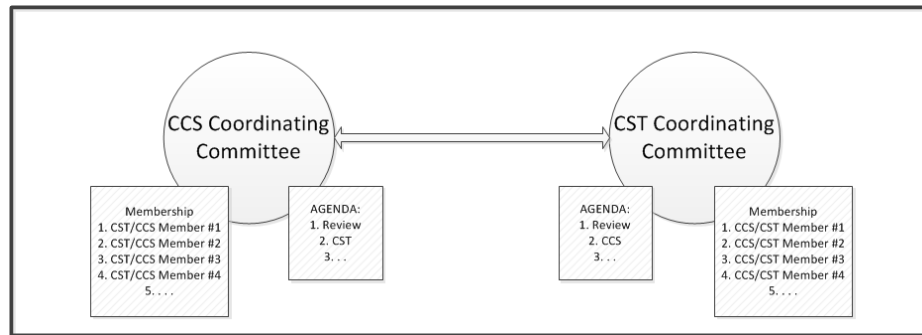 CCS Coordinating
Committee
CST Coordinating
Committee
Membership
1. CST/CCS Member #1
2. CST/CCS Member #2
3. CST/CCS Member #3
4. CST/CCS Member #4
5. . . .
AGENDA:
1. Review
2. CST
3. . .
AGENDA:
1. Review
2. CCS
3. . .
Membership
1. CCS/CST Member #1
2. CCS/CST Member #2
3. CCS/CST Member #3
4. CCS/CST Member #4
5. . . .